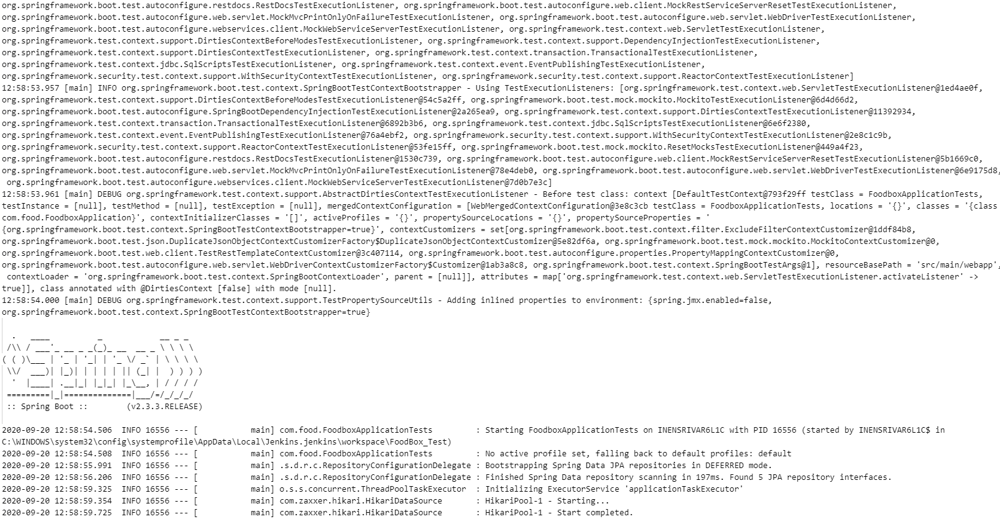 org.springframework.boot.test.autoconfigure.restdocs.RestDocsTestExecutionListener, org.springframework.boot.test.autoconfigure.web.client.MockRestServiceServerResetTestExecutionListener,
org.springframework.boot.test.autoconfigure.web.servlet.MockMvcPrintOnlyOnFailureTestExecutionListener, org.springframework.boot.test.autoconfigure.web.servlet.WebDriverTestExecutionListener,
org.springframework.boot.test.autoconfigure.webservices.client.MockWebServiceServerTestExecutionListener, org.springframework.test.context.web.ServletTestExecutionListener,
org.springframework.test.context.support.DirtiesContextBeforeModesTestExecutionListener, org.springframework.test.context.support.DependencyInjectionTestExecutionListener,
org.springframework.test.context.support.DirtiesContextTestExecutionListener, org.springframework.test.context.transaction.TransactionalTestExecutionListener,
org.springframework.test.context.jdbc.SqlScriptsTestExecutionListener, org.springframework.test.context.event.EventPublishingTestExecutionListener,
org.springframework.security.test.context.support.WithSecurityContextTestExecutionListener, org.springframework.security.test.context.support.ReactorContextTestExecutionListener]
12:58:53.957 [main] INFO org.springframework.boot.test.context.SpringBootTestContextBootstrapper - Using TestExecutionListeners: [org.springframework.test.context.web.ServletTestExecutionListener@1ed4ae0f,
org.springframework.test.context.support.DirtiesContextBeforeModesTestExecutionListener@54c5a2ff, org.springframework.boot.test.mock.mockito.MockitoTestExecutionListener@6d4d66d2,
org.springframework.boot.test.autoconfigure.SpringBootDependencyInjectionTestExecutionListener@2a265ea9, org.springframework.test.context.support.DirtiesContextTestExecutionListener@11392934,
org.springframework.test.context.transaction.TransactionalTestExecutionListener@6892b3b6, org.springframework.test.context.jdbc.SqlScriptsTestExecutionListener@6e6f2380,
org.springframework.test.context.event.EventPublishingTestExecutionListener@76a4ebf2, org.springframework.security.test.context.support.WithSecurityContextTestExecutionListener@2e8c1c9b,
org.springframework.security.test.context.support.ReactorContextTestExecutionListener@53fe15ff, org.springframework.boot.test.mock.mockito.ResetMocksTestExecutionListener@449a4f23,
org.springframework.boot.test.autoconfigure.restdocs.RestDocsTestExecutionListener@1530c739, org.springframework.boot.test.autoconfigure.web.client.MockRestServiceServerResetTestExecutionListener@5b1669c0,
org.springframework.boot.test.autoconfigure.web.servlet.MockMvcPrintOnlyOnFailureTestExecutionListener@78e4deb0, org.springframework.boot.test.autoconfigure.web.servlet.WebDriverTestExecutionListener@6e9175d8,
org.springframework.boot.test.autoconfigure.webservices.client.MockWebServiceServerTestExecutionListener@7d0b7e3c]
12:58:53.961 [main] DEBUG org.springframework.test.context.support.AbstractDirtiesContextTestExecutionListener - Before test class: context [DefaultTestContext@793f29ff testClass = FoodboxApplicationTests,
testInstance = [null], testMethod = [null], testException = [null], mergedContextConfiguration = [WebMergedContextConfiguration@3e8c3cb testClass = FoodboxApplicationTests, locations = '{}', classes = '{class
com.food.FoodboxApplication}', contextInitializerClasses = '[]', activeProfiles = '{}', propertySourceLocations = '{}', propertySourceProperties = '
{org.springframework.boot.test.context.SpringBootTestContextBootstrapper=true}', contextCustomizers = set[org.springframework.boot.test.context.filter.ExcludeFilterContextCustomizer@1ddf84b8,
org.springframework.boot.test.json.DuplicateJsonObjectContextCustomizerFactory$DuplicateJsonObjectContextCustomizer@5e82df6a, org.springframework.boot.test.mock.mockito.MockitoContextCustomizer@0,
org.springframework.boot.test.web.client.TestRestTemplateContextCustomizer@3c407114, org.springframework.boot.test.autoconfigure.properties.PropertyMappingContextCustomizer@0,
org.springframework.boot.test.autoconfigure.web.servlet.WebDriverContextCustomizerFactory$Customizer@1ab3a8c8, org.springframework.boot.test.context.SpringBootTestArgs@1], resourceBasePath = 'src/main/webapp',
contextLoader = 'org.springframework.boot.test.context.SpringBootContextLoader', parent = [null]], attributes = map['org.springframework.test.context.web.ServletTestExecutionListener.activateListener' ->
true]], class annotated with @DirtiesContext [false] with mode [null].
12:58:54.000 [main] DEBUG org.springframework.test.context.support.TestPropertySourceUtils - Adding inlined properties to environment: {spring.jmx.enabled=false,
org.springframework.boot.test.context.SpringBootTestContextBootstrapper=true}
  .   ____          _            __ _ _
 /\\ / ___'_ __ _ _(_)_ __  __ _ \ \ \ \
( ( )\___ | '_ | '_| | '_ \/ _` | \ \ \ \
 \\/  ___)| |_)| | | | | || (_| |  ) ) ) )
  '  |____| .__|_| |_|_| |_\__, | / / / /
 =========|_|==============|___/=/_/_/_/
 :: Spring Boot ::        (v2.3.3.RELEASE)
2020-09-20 12:58:54.506  INFO 16556 --- [           main] com.food.FoodboxApplicationTests         : Starting FoodboxApplicationTests on INENSRIVAR6L1C with PID 16556 (started by INENSRIVAR6L1C$ in
C:\WINDOWS\system32\config\systemprofile\AppData\Local\Jenkins.jenkins\workspace\FoodBox_Test)
2020-09-20 12:58:54.508  INFO 16556 --- [           main] com.food.FoodboxApplicationTests         : No active profile set, falling back to default profiles: default
2020-09-20 12:58:55.991  INFO 16556 --- [           main] .s.d.r.c.RepositoryConfigurationDelegate : Bootstrapping Spring Data JPA repositories in DEFERRED mode.
2020-09-20 12:58:56.206  INFO 16556 --- [           main] .s.d.r.c.RepositoryConfigurationDelegate : Finished Spring Data repository scanning in 197ms. Found 5 JPA repository interfaces.
2020-09-20 12:58:59.325  INFO 16556 --- [           main] o.s.s.concurrent.ThreadPoolTaskExecutor  : Initializing ExecutorService 'applicationTaskExecutor'
2020-09-20 12:58:59.354  INFO 16556 --- [           main] com.zaxxer.hikari.HikariDataSource       : HikariPool-1 - Starting...
2020-09-20 12:58:59.725  INFO 16556 --- [           main] com.zaxxer.hikari.HikariDataSource       : HikariPool-1 - Start completed.